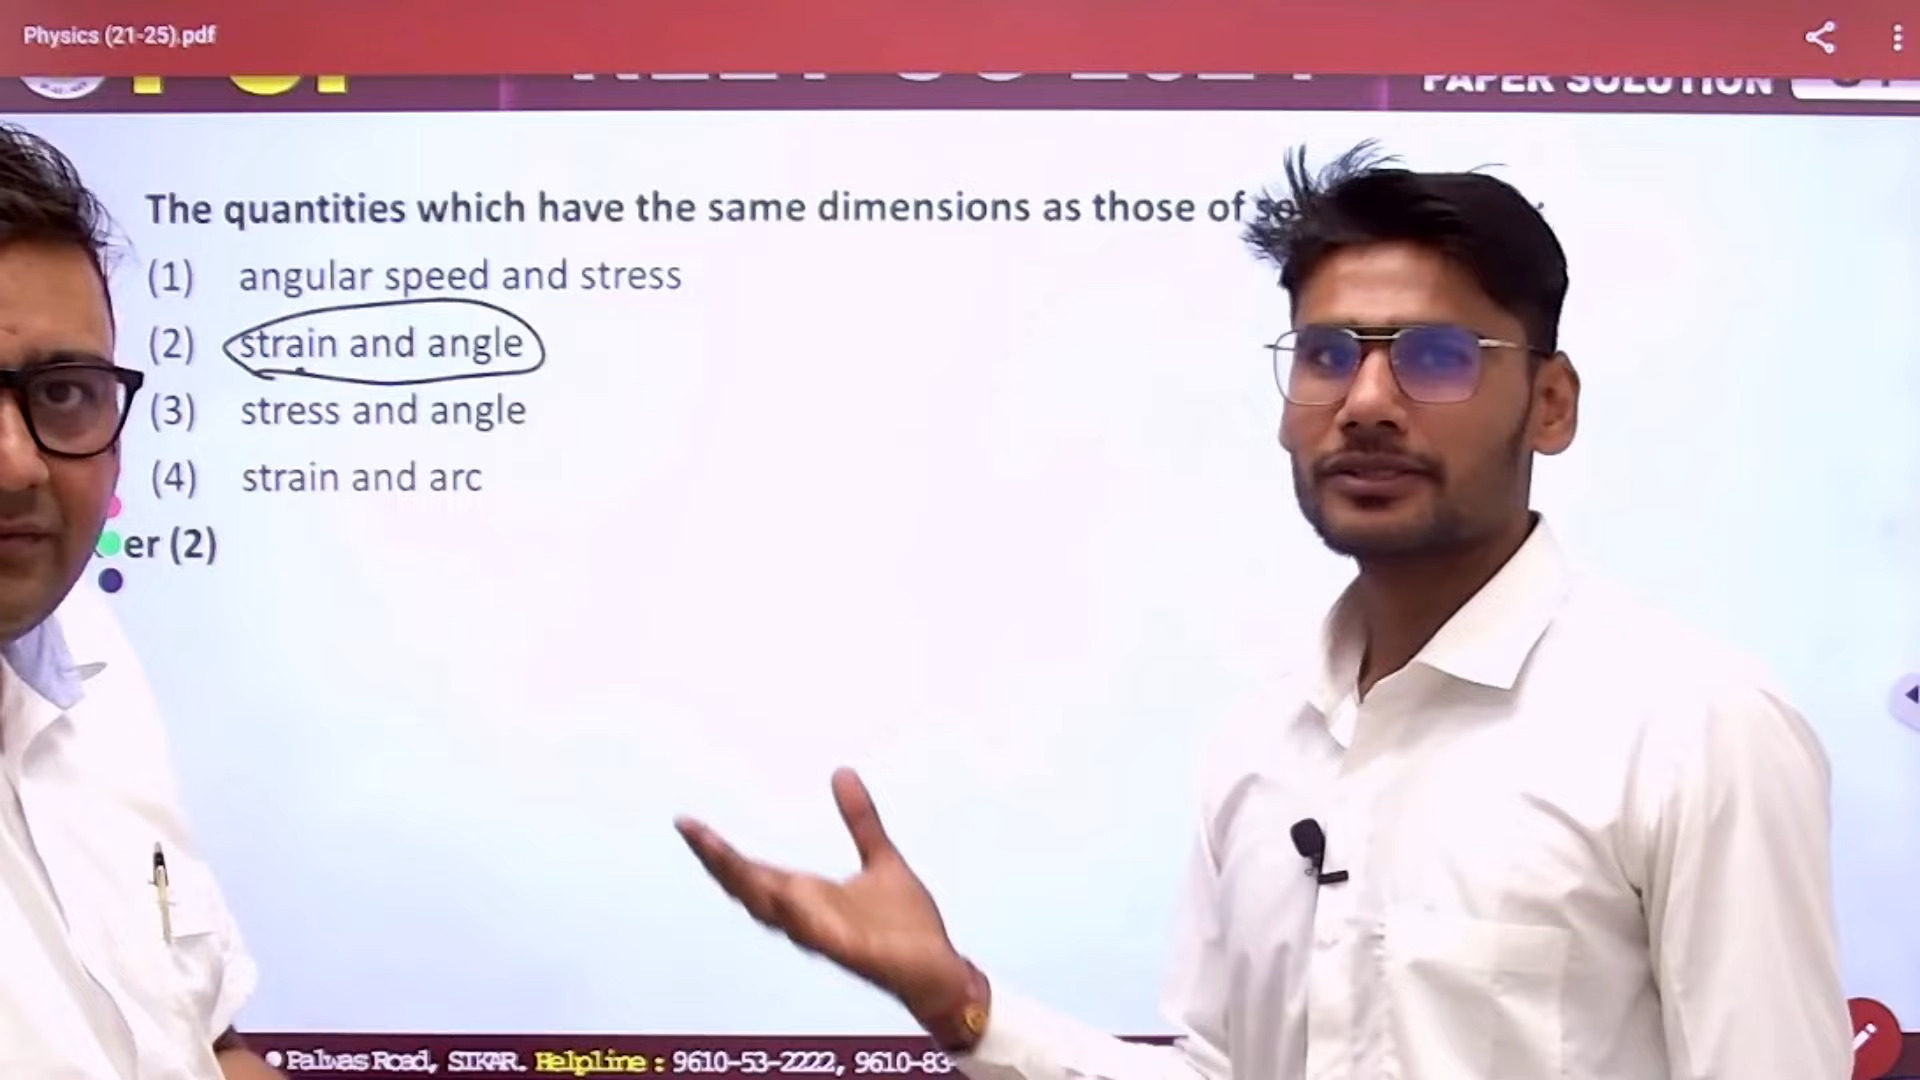 Physics (21-25).pdf
PAPER SOLUTION
The quantities which have the same dimensions as those of
(1) angular speed and stress
(2) strain and angle
(3) stress and angle
(4) strain and arc
er (2)
Palwas Road, SIKAR. Helpline : 9610-53-2222, 9610-83-